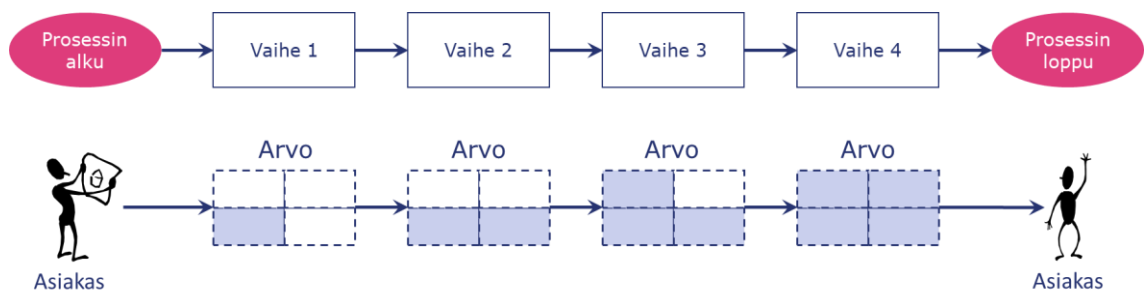 Prosessin
alku
Vaihe 1
Vaihe 2
Vaihe 3
Vaihe 4
Prosessin
loppu
Arvo
Arvo
Arvo
Arvo
Asiakas
Asiakas